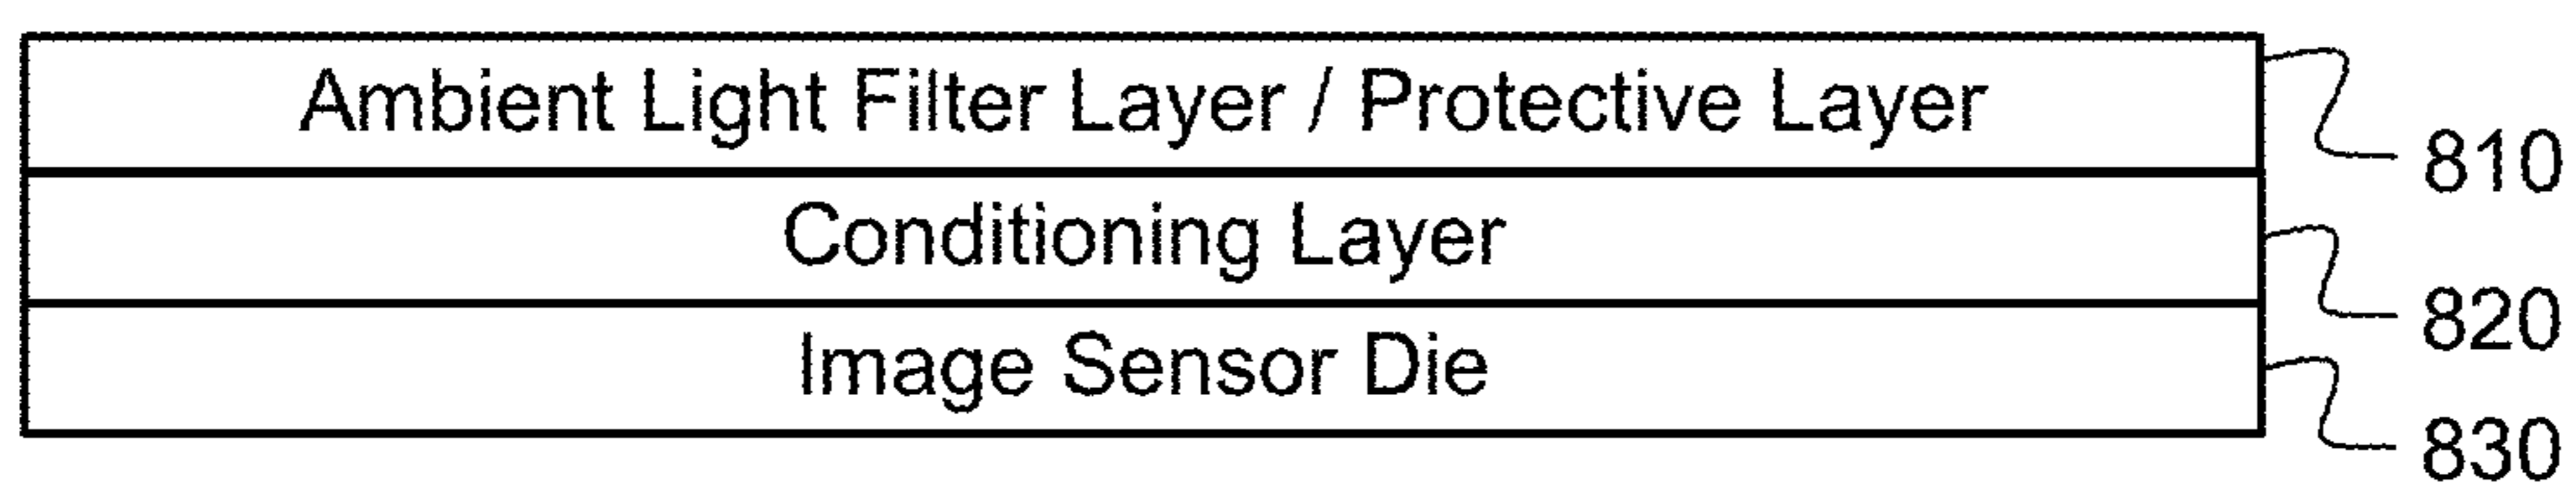 Ambient Light Filter Layer / Protective Layer
810
Conditioning Layer
820
Image Sensor Die
830